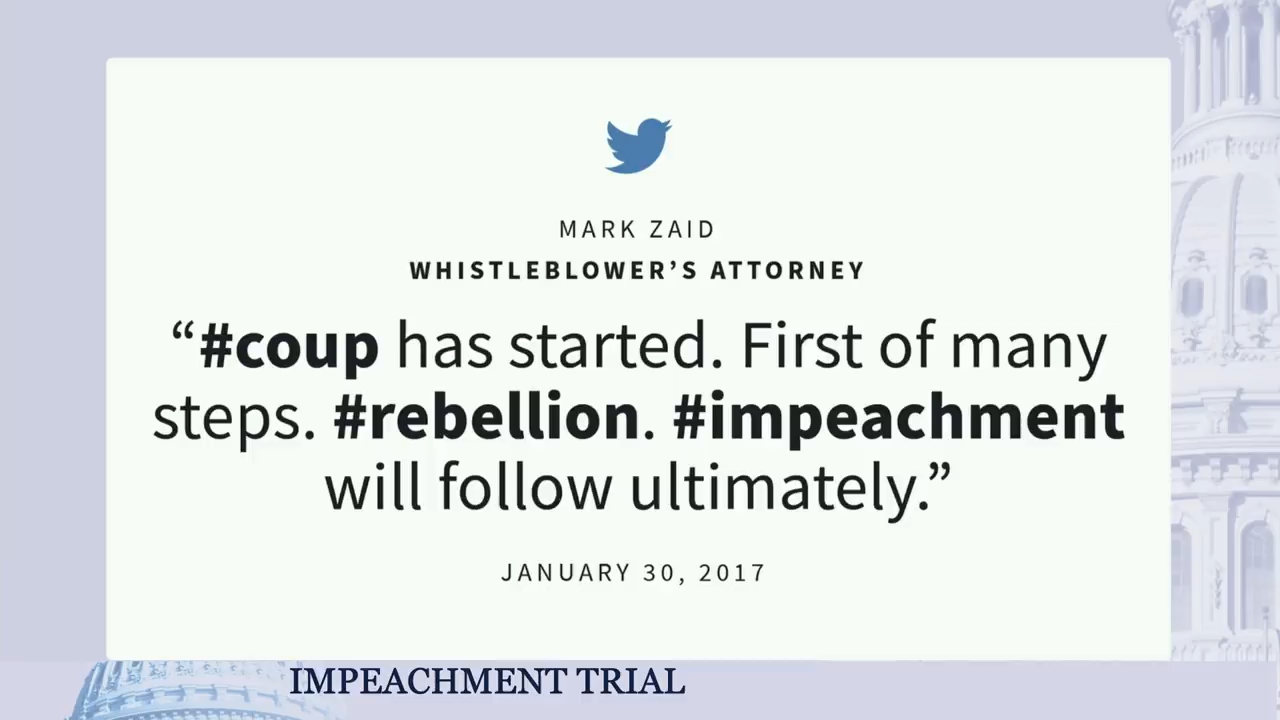 MARK ZAID
WHISTLEBLOWER’S ATTORNEY
“#coup has started. First of many
steps. #rebellion. #impeachment
will follow ultimately.”
JANUARY 30, 2017
IMPEACHMENT TRIAL